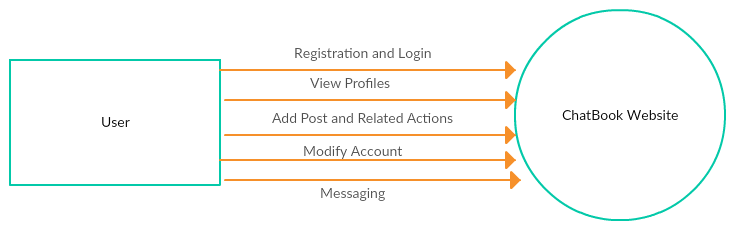 Registration and Login
View Profiles
Add Post and Related Actions
User
ChatBook Website
Modify Account
Messaging